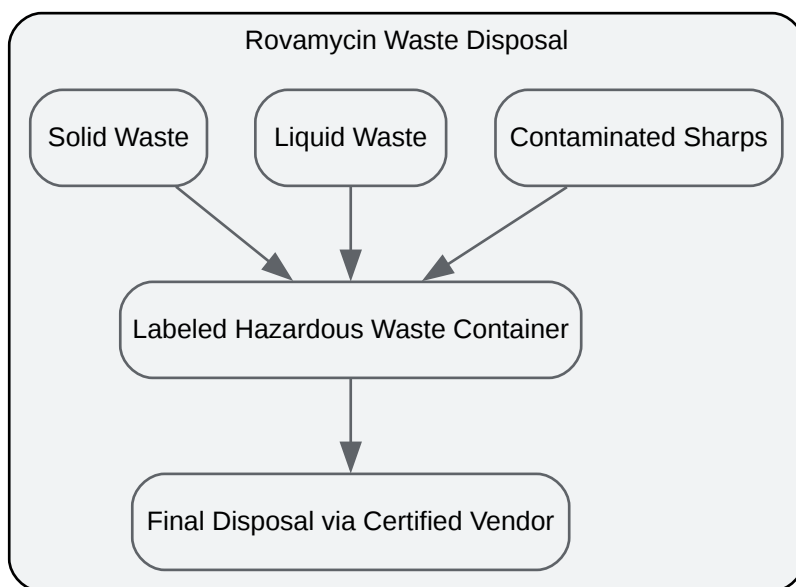 Rovamycin Waste Disposal
Solid Waste
Liquid Waste
Contaminated Sharps
Labeled Hazardous Waste Container
Final Disposal via Certified Vendor